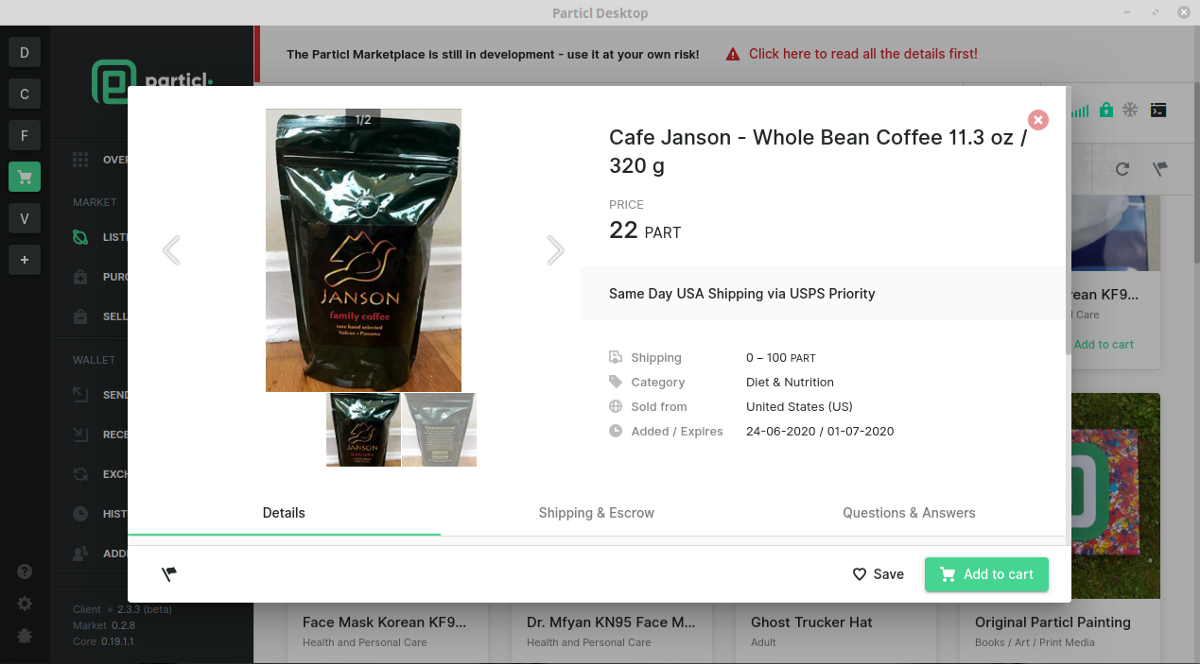 Particl Desktop
D
C
F
V
+
particl.
The Particl Marketplace is still in development - use it at your own risk!
Click here to read all the details first!
OVE
MARKET
LIST
PURC
SELL
WALLET
SEND
RECE
EXCH
HIST
ADD
Client 2.3.3 (beta)
Market 0.2.8
Core 0.19.1.1
1/2
JANSON
family coffee
rare hand selected
Volcan • Panama
JANSON
Cafe Janson - Whole Bean Coffee 11.3 oz /
320 g
PRICE
22 PART
Same Day USA Shipping via USPS Priority
Shipping 0 – 100 PART
Category Diet & Nutrition
Sold from United States (US)
Added / Expires 24-06-2020 / 01-07-2020
Details
Shipping & Escrow
Questions & Answers
Save
Add to cart
rean KF9...
l Care
Add to cart
Face Mask Korean KF9...
Health and Personal Care
Dr. Mfyan KN95 Face M...
Health and Personal Care
Ghost Trucker Hat
Adult
Original Particl Painting
Books / Art / Print Media